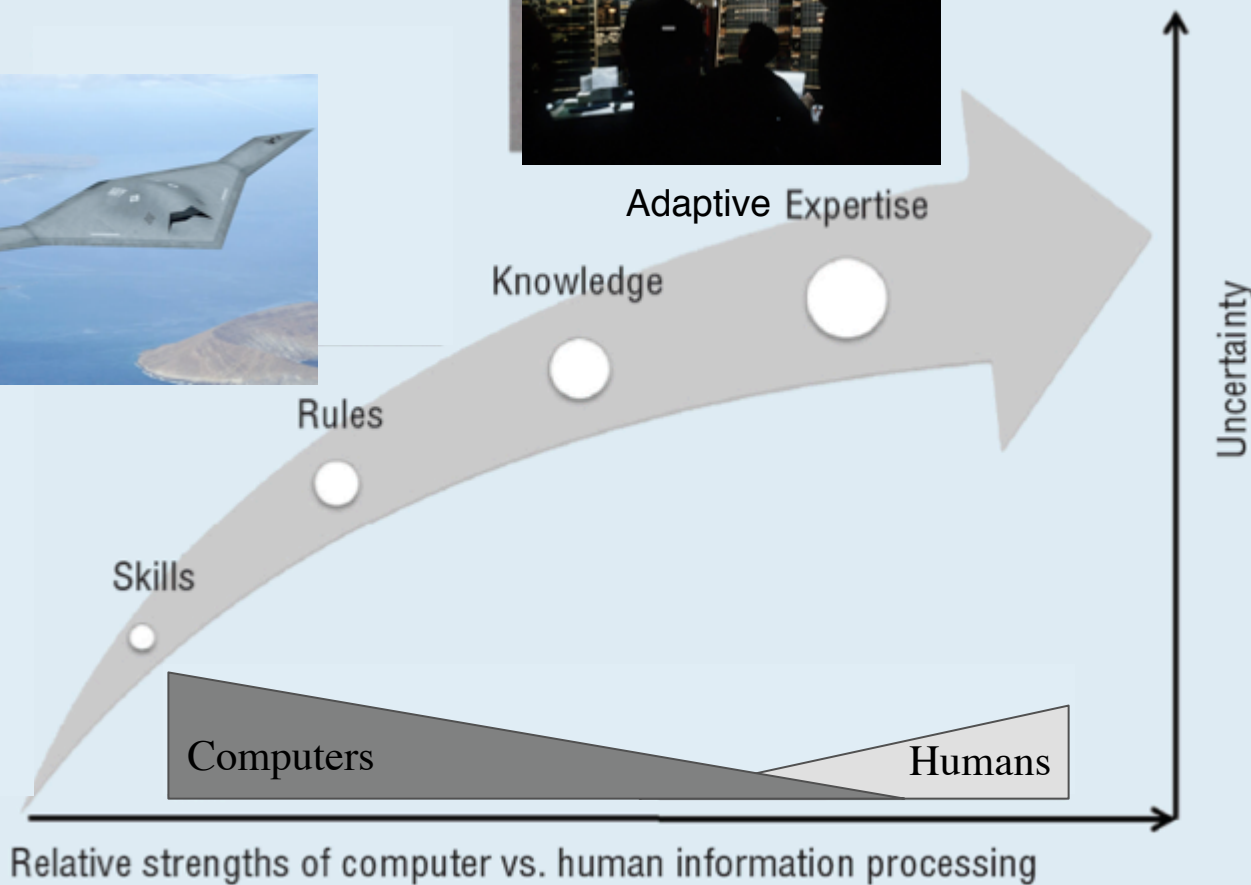 Adaptive Expertise
Knowledge
Rules
Skills
Uncertainty
Computers
Humans
Relative strengths of computer vs. human information processing